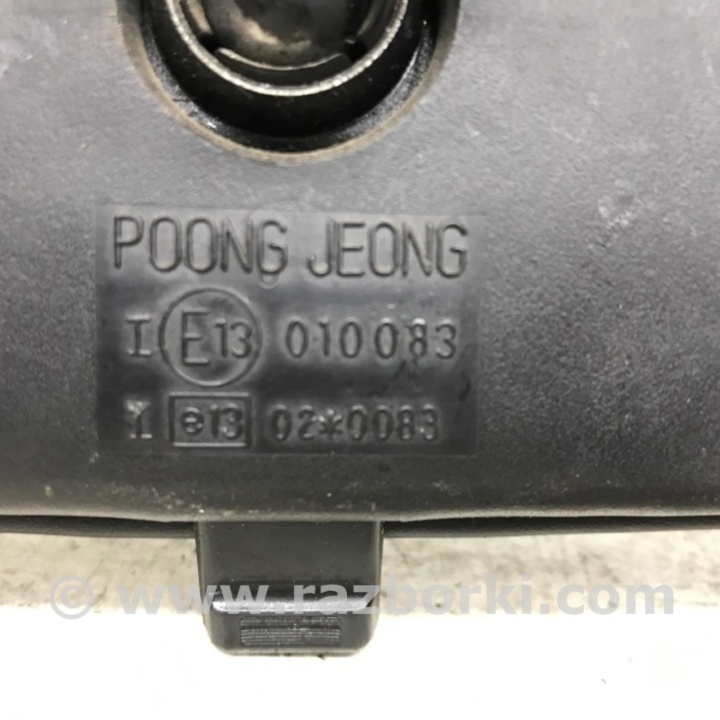 POONG JEONG
I E13 010083
I e13 02*0083
© www.razborki.com